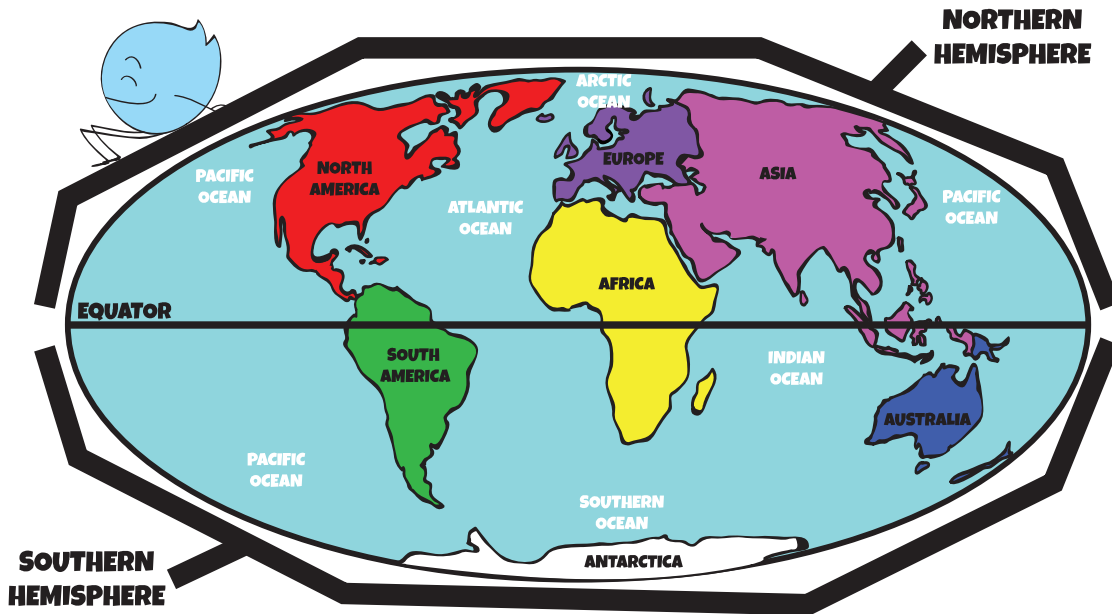 NORTHERN
HEMISPHERE
ARCTIC
OCEAN
NORTH
AMERICA
EUROPE
ASIA
PACIFIC
OCEAN
ATLANTIC
OCEAN
PACIFIC
OCEAN
AFRICA
EQUATOR
SOUTH
AMERICA
INDIAN
OCEAN
AUSTRALIA
PACIFIC
OCEAN
SOUTHERN
OCEAN
ANTARCTICA
SOUTHERN
HEMISPHERE